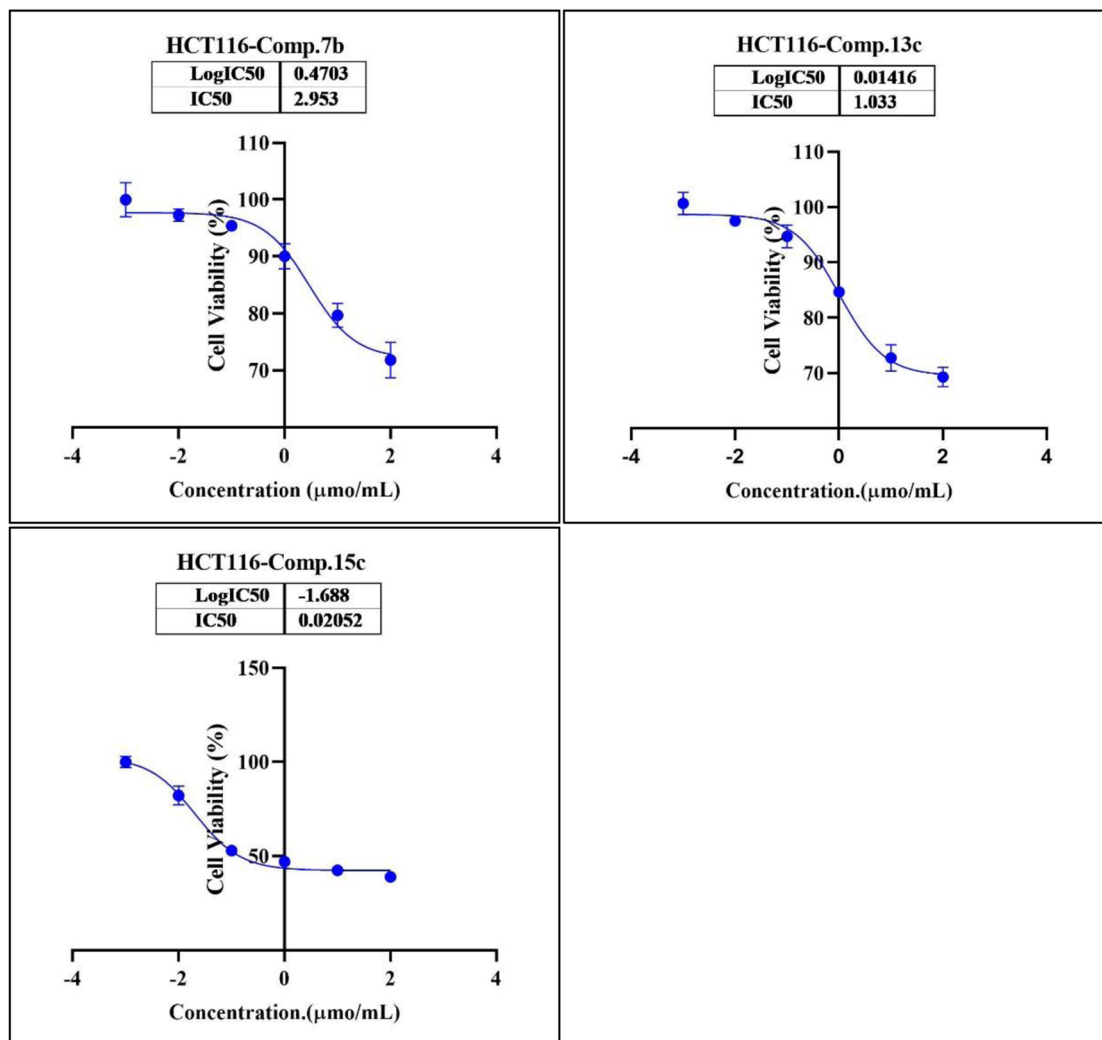 HCT116-Comp.7b
LogIC50 0.4703
IC50 2.953
110
100
90
80
70
Cell Viability (%)
-4 -2 0 2 4
Concentration (μmo/mL)
HCT116-Comp.13c
LogIC50 0.01416
IC50 1.033
110
100
90
80
70
Cell Viability (%)
-4 -2 0 2 4
Concentration.(μmo/mL)
HCT116-Comp.15c
LogIC50 -1.688
IC50 0.02052
150
100
50
Cell Viability (%)
-4 -2 0 2 4
Concentration.(μmo/mL)